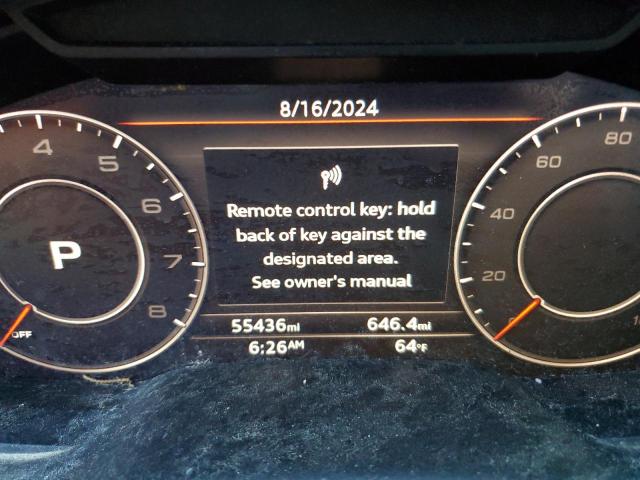 8/16/2024
4
5
6
7
8
OFF
P
Remote control key: hold
back of key against the
designated area.
See owner's manual
20
40
60
80
55436mi 646.4mi
6:26AM 64°F